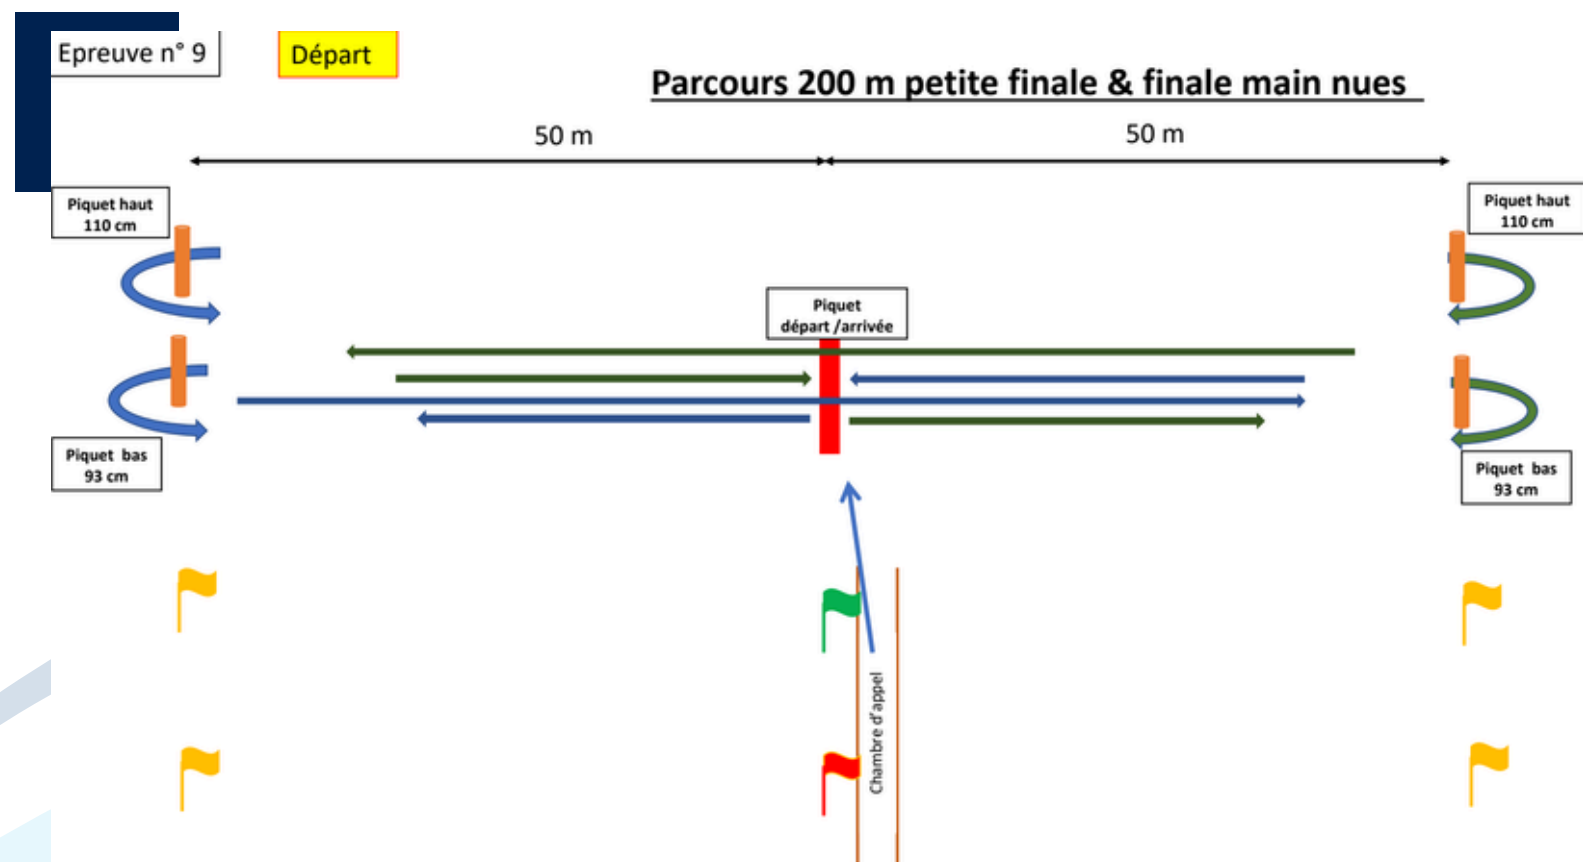 Epreuve n° 9
Départ
Parcours 200 m petite finale & finale main nues
50 m
50 m
Piquet haut
110 cm
Piquet haut
110 cm
Piquet
départ /arrivée
Piquet bas
93 cm
Piquet bas
93 cm
Chambre d'appel